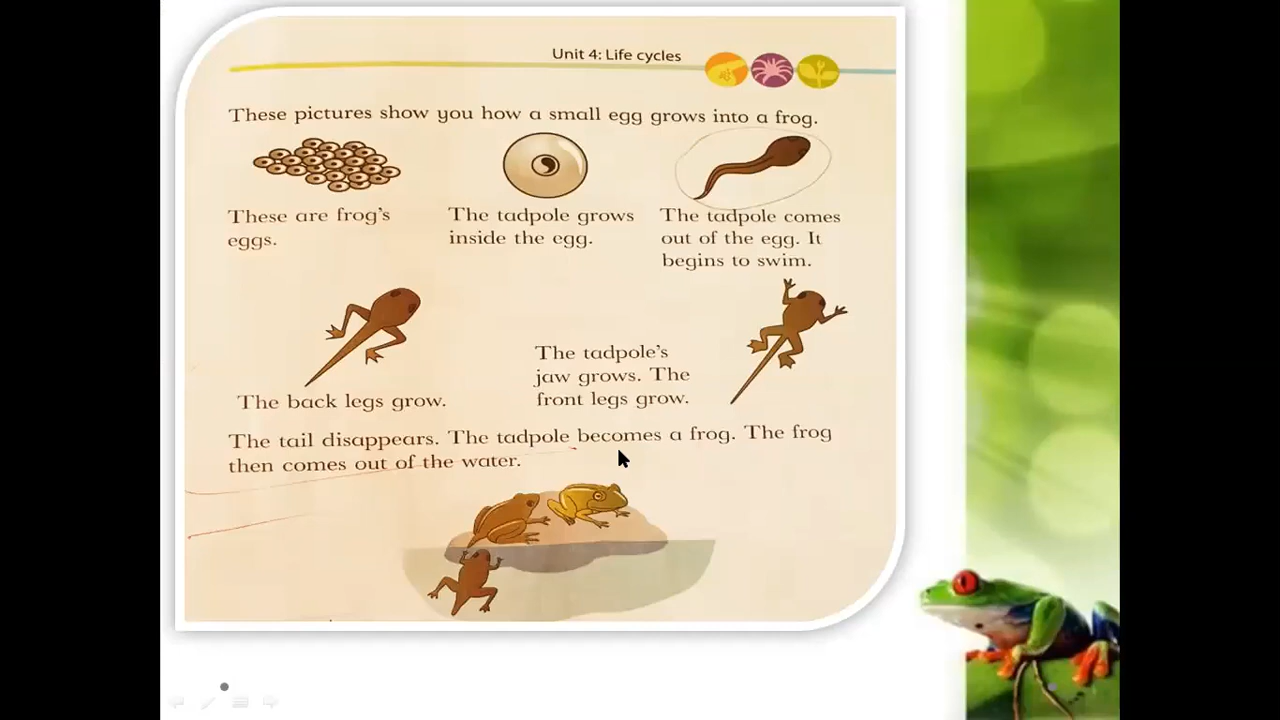 Unit 4: Life cycles
These pictures show you how a small egg grows into a frog.
These are frog's
eggs.
The tadpole grows
inside the egg.
The tadpole comes
out of the egg. It
begins to swim.
The back legs grow.
The tadpole's
jaw grows. The
front legs grow.
The tail disappears. The tadpole becomes a frog. The frog
then comes out of the water.